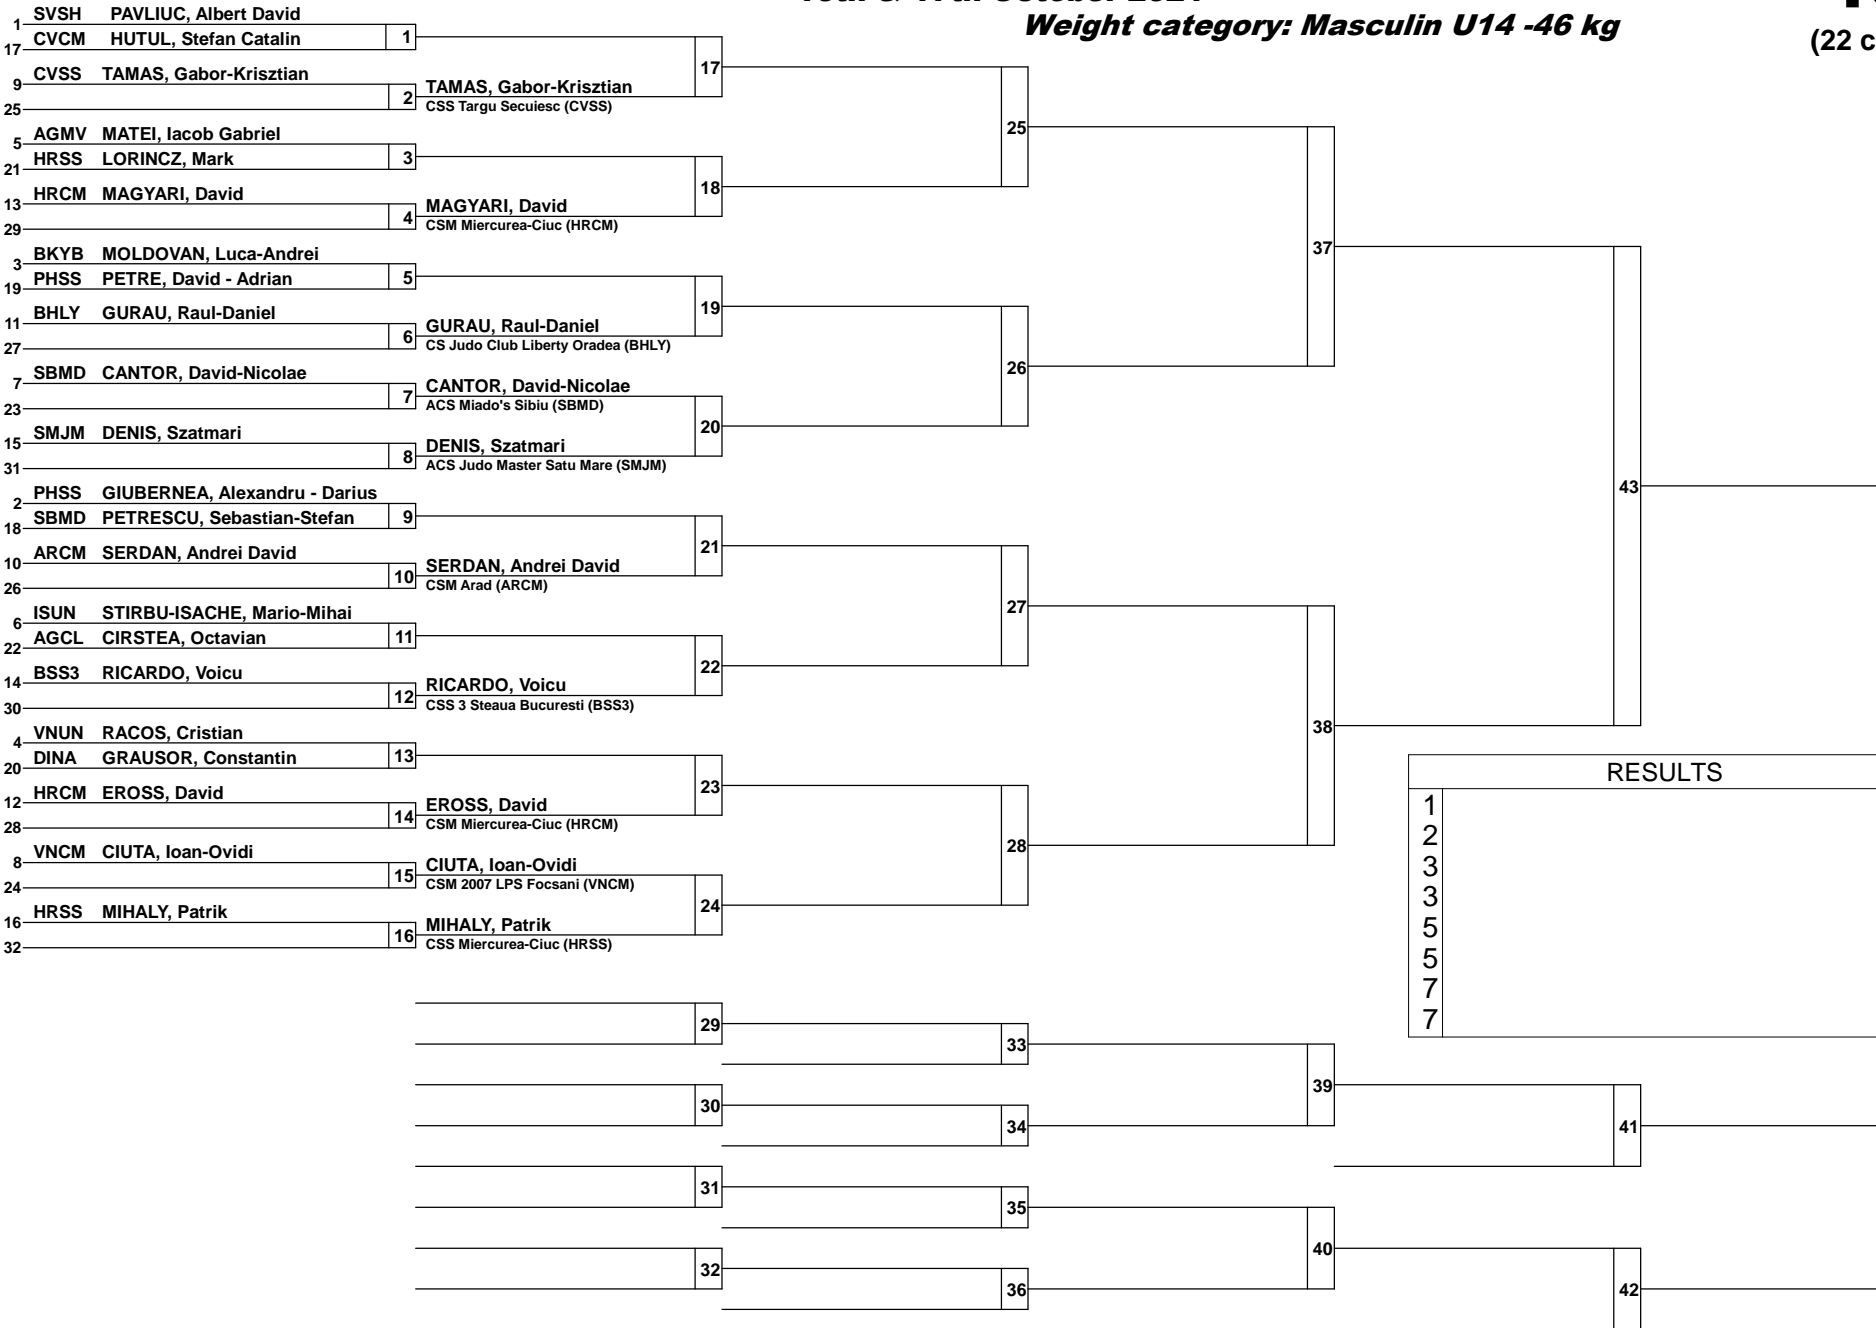 Weight category: Masculin U14 -46 kg
(22 c
1 SVSH PAVLIUC, Albert David
17 CVCM HUTUL, Stefan Catalin
1
9 CVSS TAMAS, Gabor-Krisztian
25
2
TAMAS, Gabor-Krisztian
CSS Targu Secuiesc (CVSS)
17
5 AGMV MATEI, Iacob Gabriel
21 HRSS LORINCZ, Mark
3
13 HRCM MAGYARI, David
29
4
MAGYARI, David
CSM Miercurea-Ciuc (HRCM)
18
25
3 BKYB MOLDOVAN, Luca-Andrei
19 PHSS PETRE, David - Adrian
5
11 BHLY GURAU, Raul-Daniel
27
6
GURAU, Raul-Daniel
CS Judo Club Liberty Oradea (BHLY)
19
7 SBMD CANTOR, David-Nicolae
23
7
CANTOR, David-Nicolae
ACS Miado's Sibiu (SBMD)
15 SMJM DENIS, Szatmari
31
8
DENIS, Szatmari
ACS Judo Master Satu Mare (SMJM)
20
26
37
2 PHSS GIUBERNEA, Alexandru - Darius
18 SBMD PETRESCU, Sebastian-Stefan
9
10 ARCM SERDAN, Andrei David
26
10
SERDAN, Andrei David
CSM Arad (ARCM)
21
6 ISUN STIRBU-ISACHE, Mario-Mihai
22 AGCL CIRSTEA, Octavian
11
14 BSS3 RICARDO, Voicu
30
12
RICARDO, Voicu
CSS 3 Steaua Bucuresti (BSS3)
22
27
4 VNUN RACOS, Cristian
20 DINA GRAUSOR, Constantin
13
12 HRCM EROSS, David
28
14
EROSS, David
CSM Miercurea-Ciuc (HRCM)
23
8 VNCM CIUTA, Ioan-Ovidi
24
15
CIUTA, Ioan-Ovidi
CSM 2007 LPS Focsani (VNCM)
16 HRSS MIHALY, Patrik
32
16
MIHALY, Patrik
CSS Miercurea-Ciuc (HRSS)
24
28
38
43
RESULTS
1
2
3
3
5
5
7
7
29
33
30
34
39
41
31
35
32
36
40
42